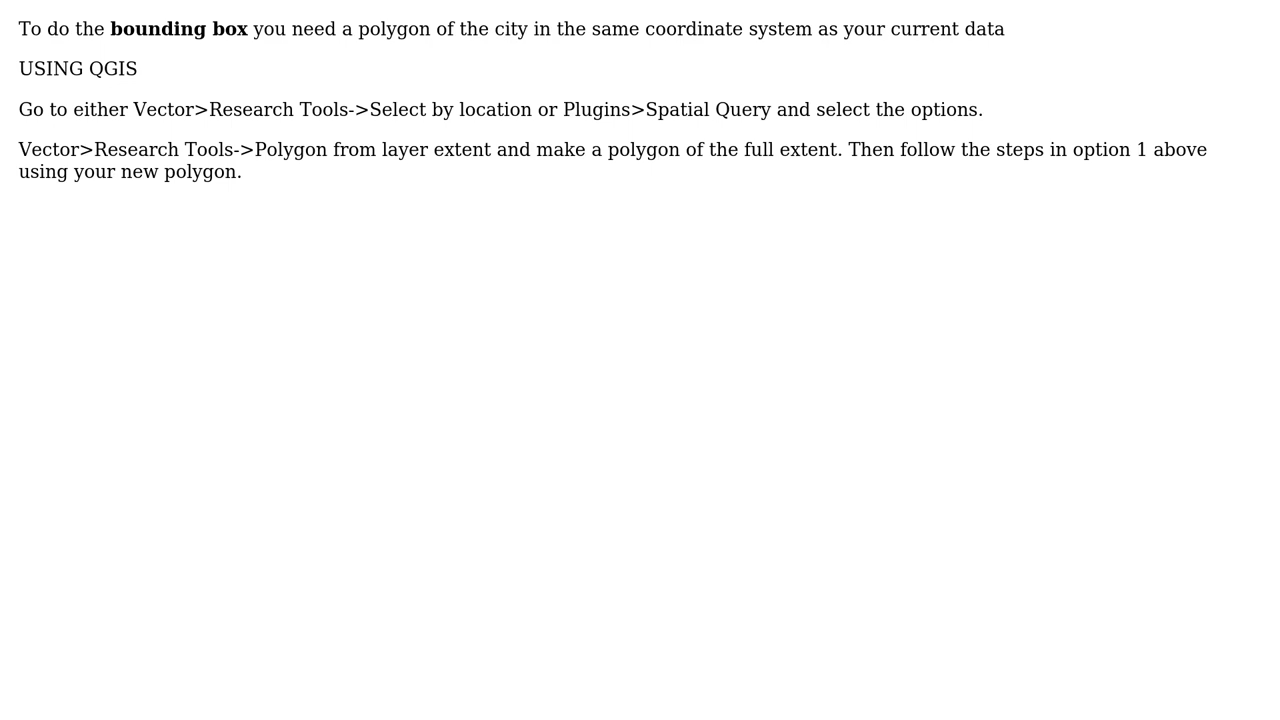 To do the bounding box you need a polygon of the city in the same coordinate system as your current data
USING QGIS
Go to either Vector>Research Tools->Select by location or Plugins>Spatial Query and select the options.
Vector>Research Tools->Polygon from layer extent and make a polygon of the full extent. Then follow the steps in option 1 above
using your new polygon.